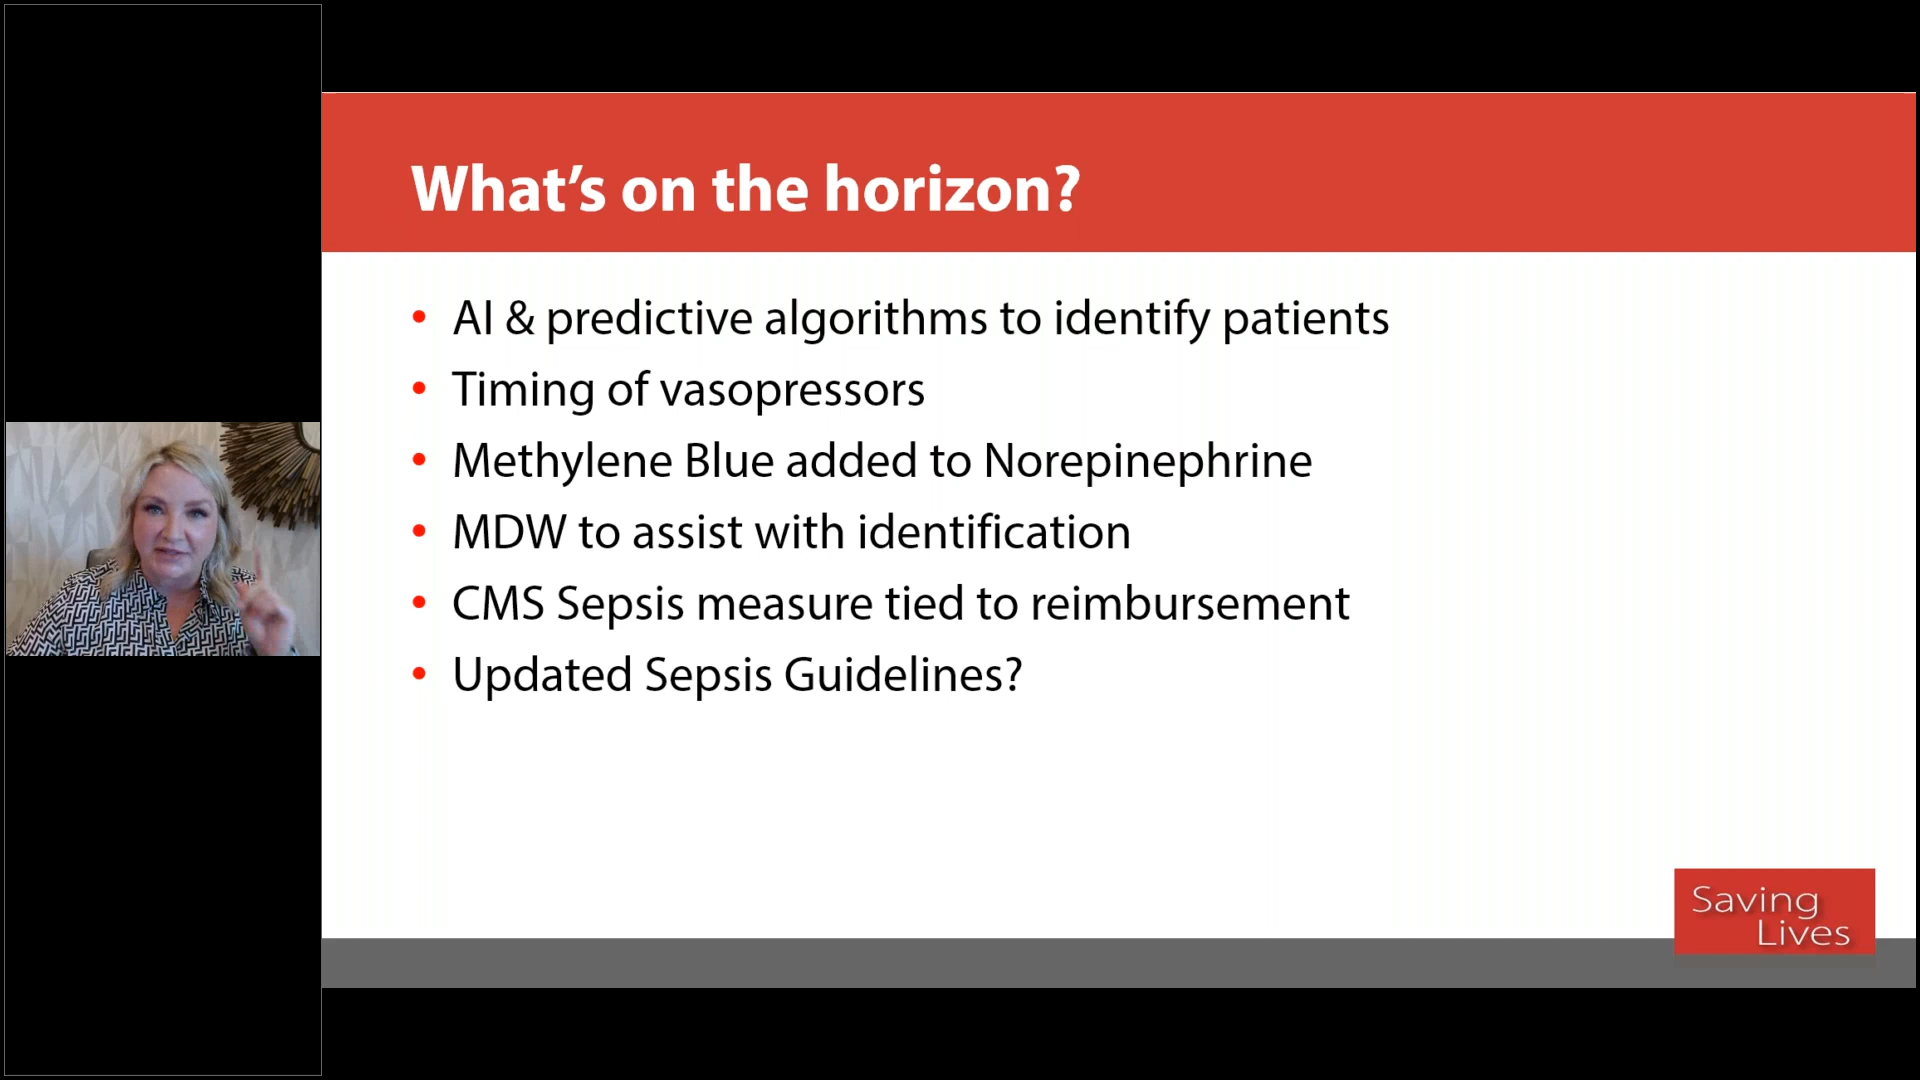 What’s on the horizon?
• AI & predictive algorithms to identify patients
• Timing of vasopressors
• Methylene Blue added to Norepinephrine
• MDW to assist with identification
• CMS Sepsis measure tied to reimbursement
• Updated Sepsis Guidelines?
Saving
Lives